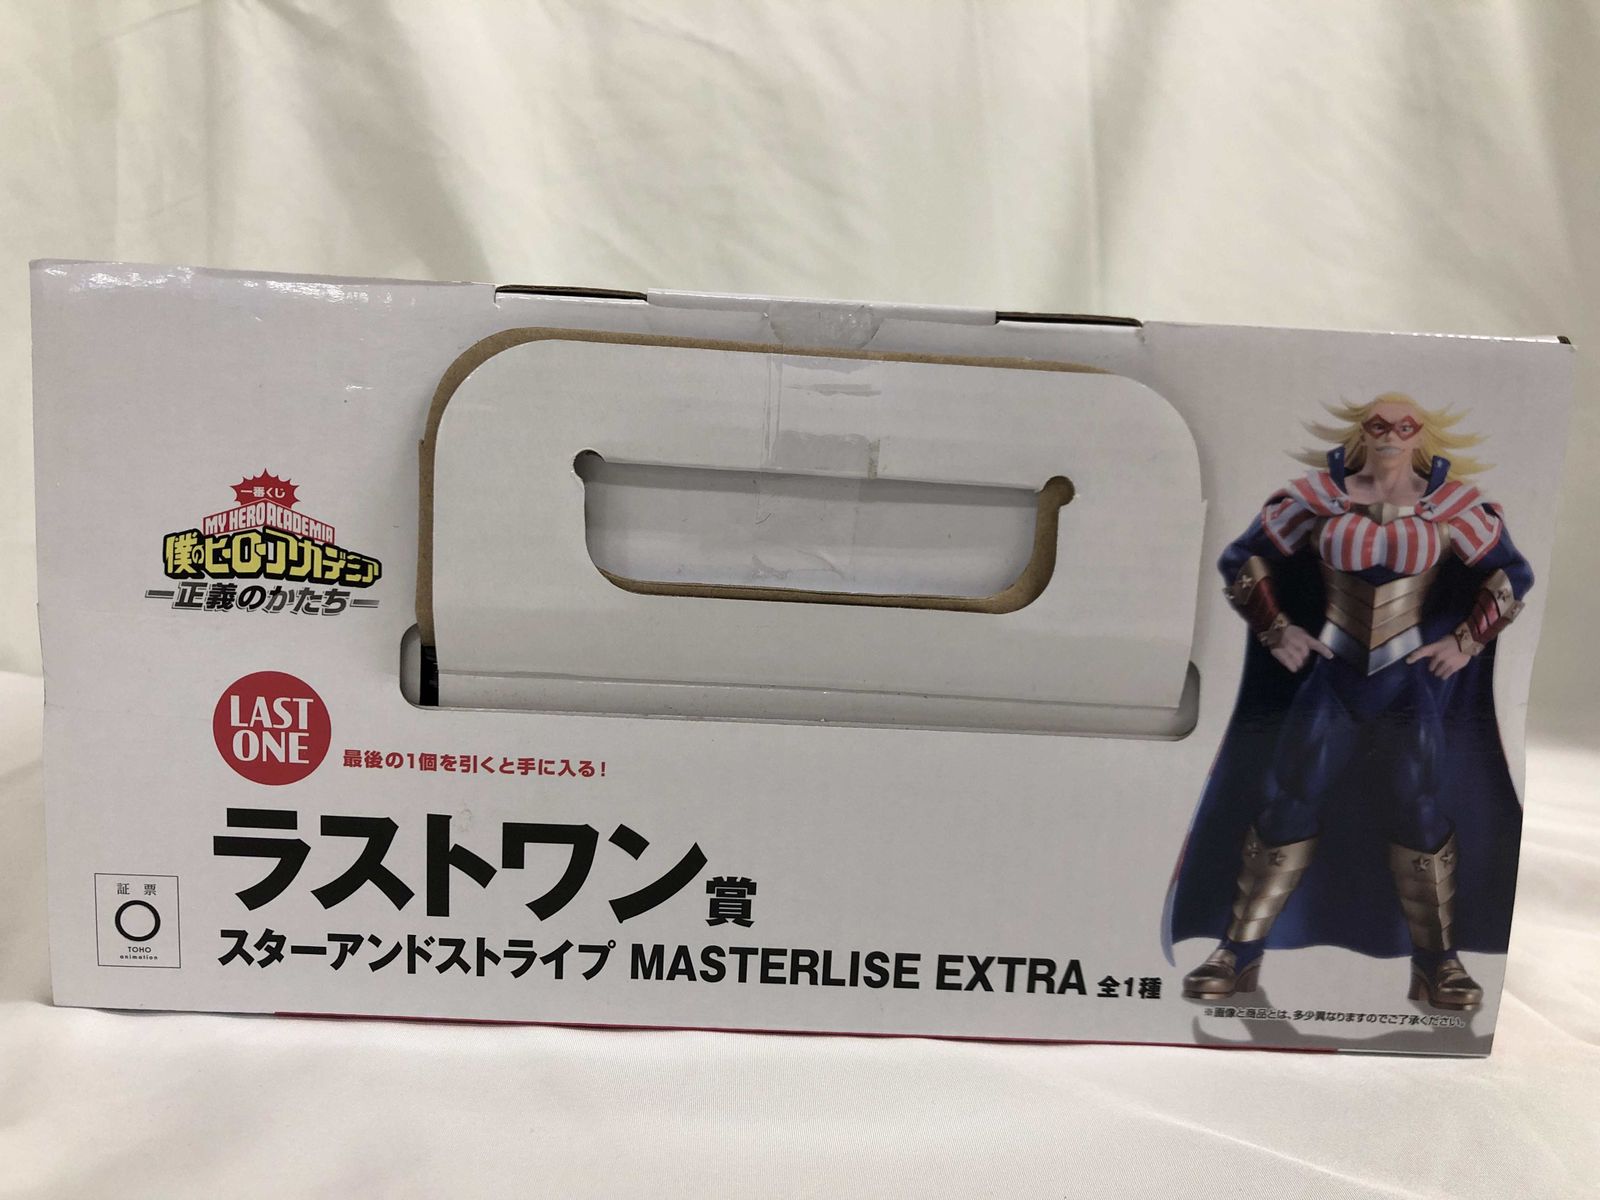 一番くじ
MY HERO ACADEMIA
僕のヒーローアカデミア
―正義のかたち―
LAST
ONE
最後の1個を引くと手に入る!
ラストワン賞
スターアンドストライプ MASTERLISE EXTRA 全1種
証票
TOHO
animation
※画像と商品とは、多少異なりますのでご了承ください。